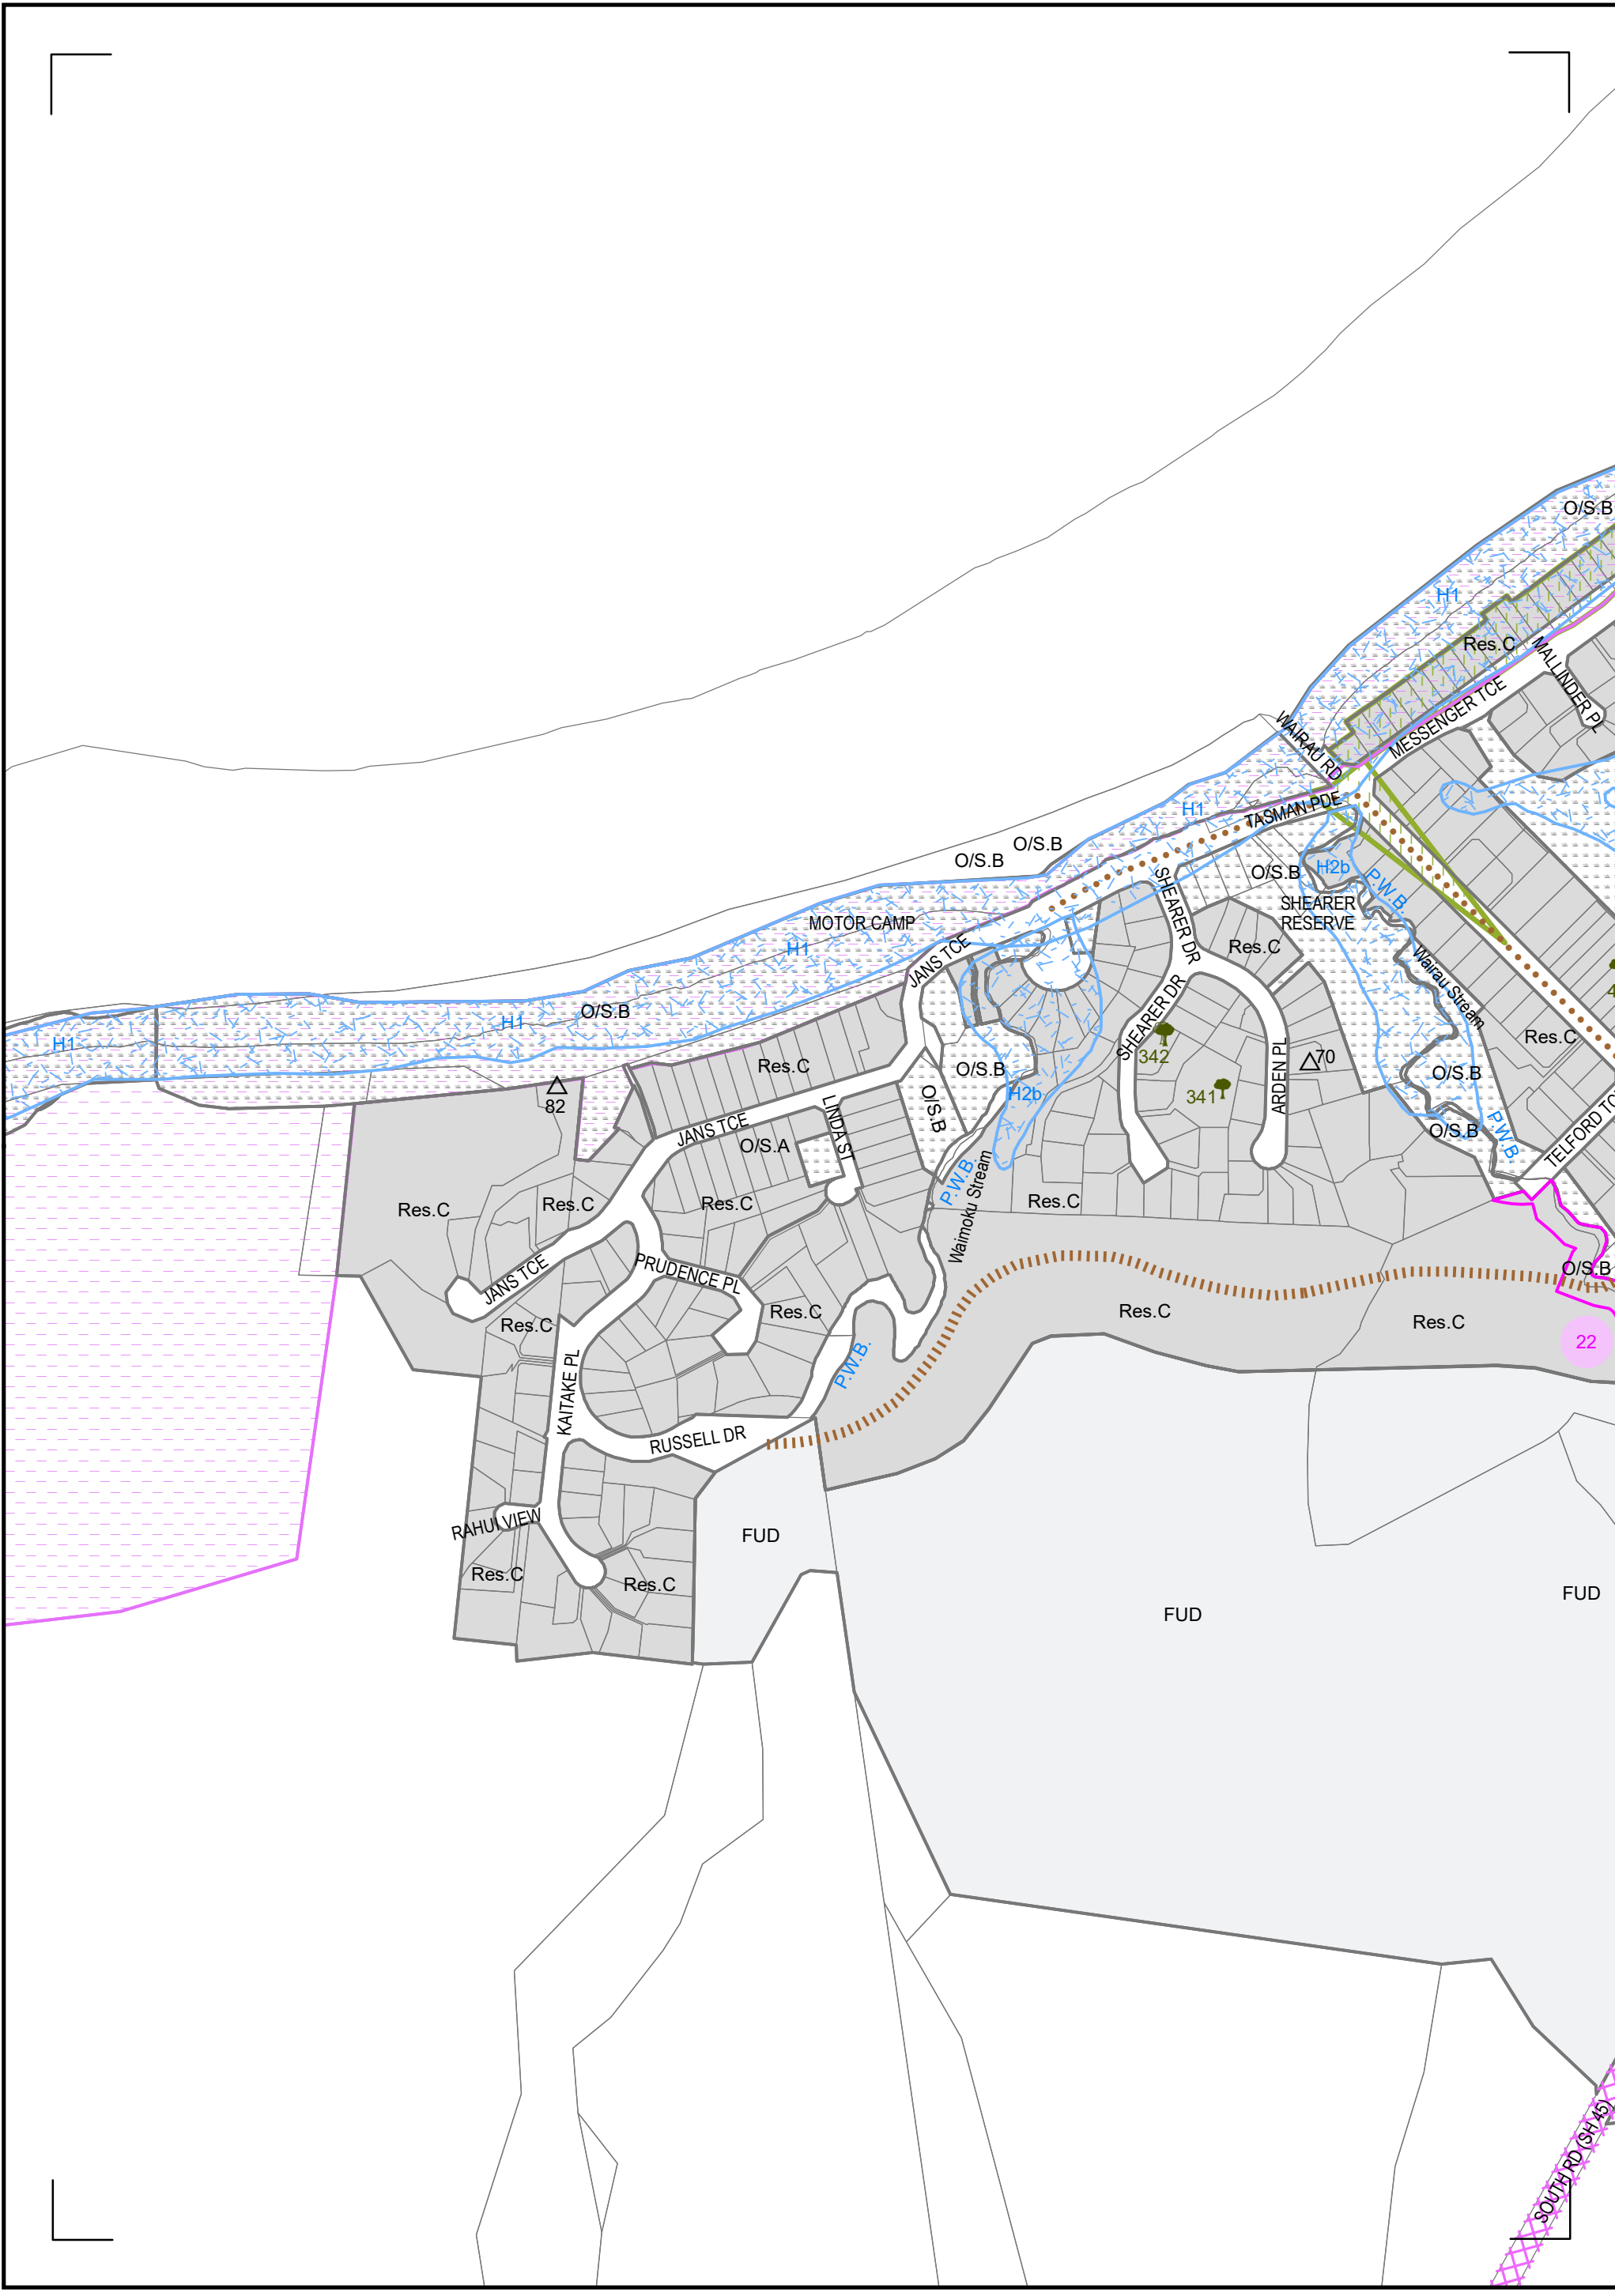 O/S.B
H1
Res.C
MALLINDER PL
MESSENGER TCE
WAIRAU RD
H1
TASMAN PDE
O/S.B
O/S.B
O/S.B
H2b
P.W.B.
SHEARER
RESERVE
SHEARER DR
MOTOR CAMP
H1
JANS TCE
Res.C
Wairau Stream
4
O/S.B
H1
H1
SHEARER DR
342
70
Res.C
Res.C
O/S.B
O/S.B
82
341
ARDEN PL
H2b
O/S.B
LINDA ST
JANS TCE
O/S.A
O/S.B
P.W.B.
TELFORD TC
P.W.B.
Waimoku Stream
Res.C
Res.C
Res.C
Res.C
PRUDENCE PL
JANS TCE
O/S.B
Res.C
Res.C
Res.C
Res.C
22
P.W.B.
KAITAKE PL
RUSSELL DR
RAHUI VIEW
FUD
Res.C
Res.C
FUD
FUD
SOUTH RD (SH 45)